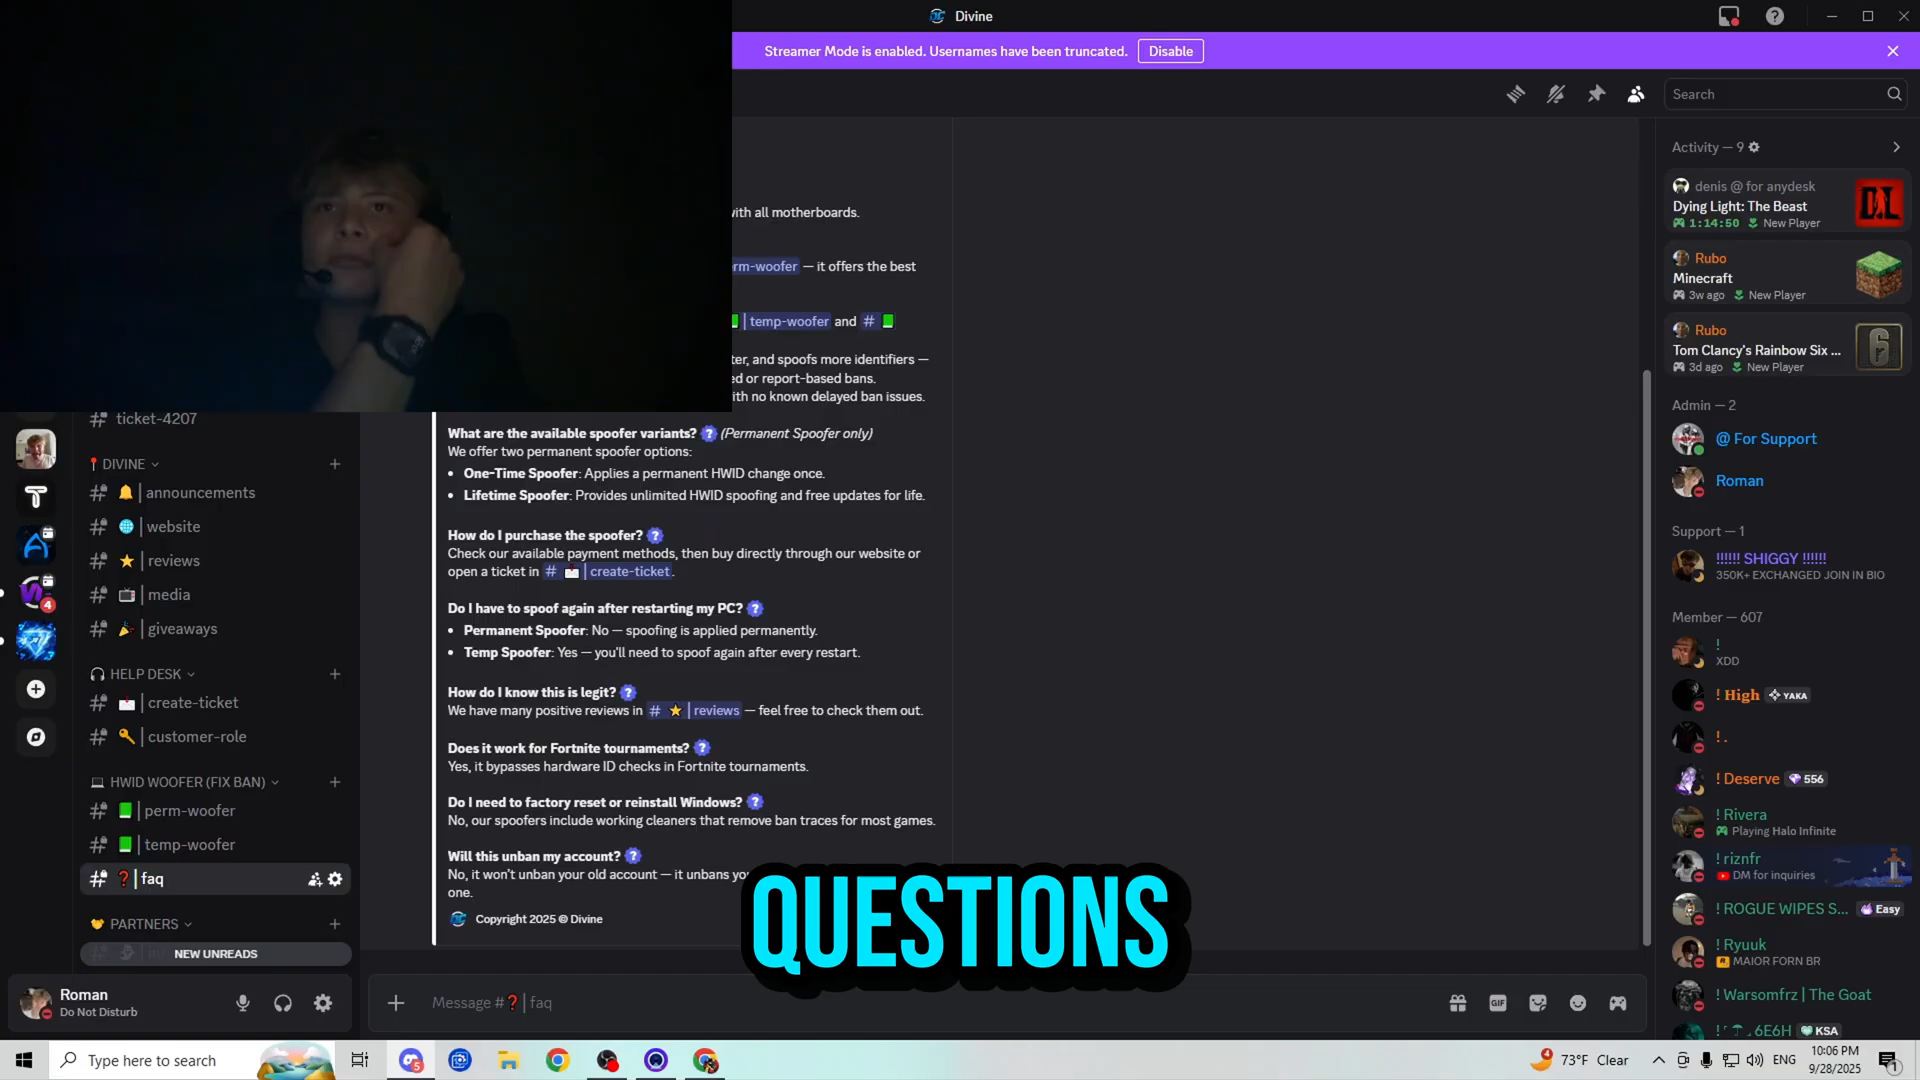 Divine
Streamer Mode is enabled. Usernames have been truncated.
Disable
Search
with all motherboards.
rm-woofer — it offers the best
temp-woofer and #
ter, and spoofs more identifiers —
ed or report-based bans.
ith no known delayed ban issues.
What are the available spoofer variants? (Permanent Spoofer only)
We offer two permanent spoofer options:
• One-Time Spoofer: Applies a permanent HWID change once.
• Lifetime Spoofer: Provides unlimited HWID spoofing and free updates for life.
How do I purchase the spoofer?
Check our available payment methods, then buy directly through our website or
open a ticket in # | create-ticket.
Do I have to spoof again after restarting my PC?
• Permanent Spoofer: No — spoofing is applied permanently.
• Temp Spoofer: Yes — you'll need to spoof again after every restart.
How do I know this is legit?
We have many positive reviews in # | reviews — feel free to check them out.
Does it work for Fortnite tournaments?
Yes, it bypasses hardware ID checks in Fortnite tournaments.
Do I need to factory reset or reinstall Windows?
No, our spoofers include working cleaners that remove ban traces for most games.
Will this unban my account?
No, it won't unban your old account — it unbans y
one.
Copyright 2025 © Divine
QUESTIONS
Message #❓| faq
ticket-4207
DIVINE
announcements
website
reviews
media
giveaways
HELP DESK
create-ticket
customer-role
HWID WOOFER (FIX BAN)
perm-woofer
temp-woofer
faq
PARTNERS
NEW UNREADS
4
Roman
Do Not Disturb
GIF
Activity — 9
denis @ for anydesk
Dying Light: The Beast
1:14:50 New Player
Rubo
Minecraft
3w ago New Player
Rubo
Tom Clancy's Rainbow Six ...
3d ago New Player
Admin — 2
@ For Support
Roman
Support — 1
!!!!!! SHIGGY !!!!!!
350K+ EXCHANGED JOIN IN BIO
Member — 607
!
XDD
! High YAKA
! .
! Deserve 556
! Rivera
Playing Halo Infinite
! riznfr
DM for inquiries
! ROGUE WIPES S... Easy
! Ryuuk
MAIOR FORN BR
! Warsomfrz | The Goat
6E6H KSA
Type here to search
5
4
73°F Clear
ENG
10:06 PM
9/28/2025
1